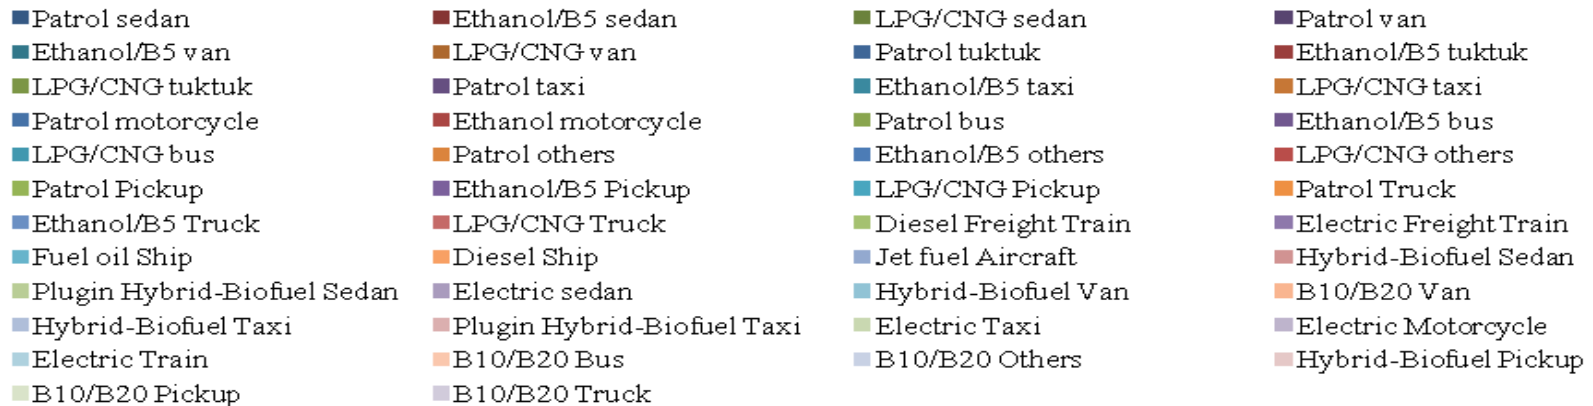 Patrol sedan Ethanol/B5 sedan LPG/CNG sedan Patrol van
Ethanol/B5 van LPG/CNG van Patrol tuktuk Ethanol/B5 tuktuk
LPG/CNG tuktuk Patrol taxi Ethanol/B5 taxi LPG/CNG taxi
Patrol motorcycle Ethanol motorcycle Patrol bus Ethanol/B5 bus
LPG/CNG bus Patrol others Ethanol/B5 others LPG/CNG others
Patrol Pickup Ethanol/B5 Pickup LPG/CNG Pickup Patrol Truck
Ethanol/B5 Truck LPG/CNG Truck Diesel Freight Train Electric Freight Train
Fuel oil Ship Diesel Ship Jet fuel Aircraft Hybrid-Biofuel Sedan
Plugin Hybrid-Biofuel Sedan Electric sedan Hybrid-Biofuel Van B10/B20 Van
Hybrid-Biofuel Taxi Plugin Hybrid-Biofuel Taxi Electric Taxi Electric Motorcycle
Electric Train B10/B20 Bus B10/B20 Others Hybrid-Biofuel Pickup
B10/B20 Pickup B10/B20 Truck